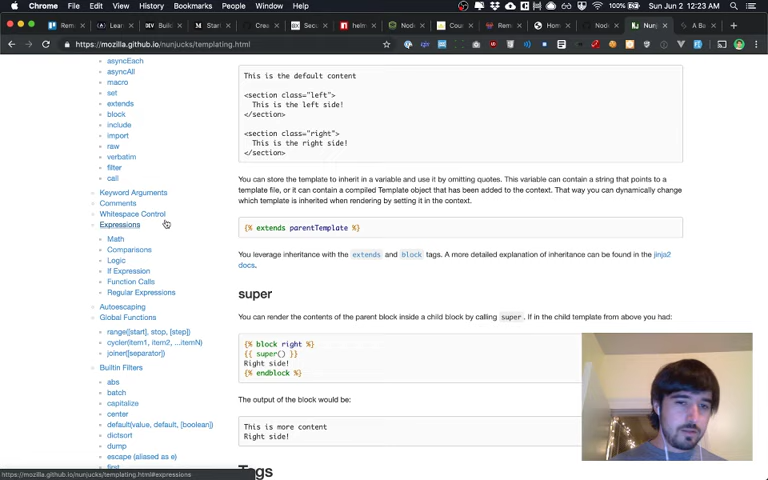 Chrome File Edit View History Bookmarks People Window Help
100% Sun Jun 2 12:23 AM
https://mozilla.github.io/nunjucks/templating.html
asyncEach
asyncAll
macro
set
extends
block
include
import
raw
verbatim
filter
call
Keyword Arguments
Comments
Whitespace Control
Expressions
Math
Comparisons
Logic
If Expression
Function Calls
Regular Expressions
Autoescaping
Global Functions
range([start], stop, [step])
cycler(item1, item2, ...itemN)
joiner([separator])
Builtin Filters
abs
batch
capitalize
center
default(value, default, [boolean])
dictsort
dump
escape (aliased as e)
first
https://mozilla.github.io/nunjucks/templating.html#expressions
This is the default content
<section class="left">
This is the left side!
</section>
<section class="right">
This is the right side!
</section>
You can store the template to inherit in a variable and use it by omitting quotes. This variable can contain a string that points to a
template file, or it can contain a compiled Template object that has been added to the context. That way you can dynamically change
which template is inherited when rendering by setting it in the context.
{% extends parentTemplate %}
You leverage inheritance with the extends and block tags. A more detailed explanation of inheritance can be found in the jinja2
docs.
super
You can render the contents of the parent block inside a child block by calling super. If in the child template from above you had:
{% block right %}
{{ super() }}
Right side!
{% endblock %}
The output of the block would be:
This is more content
Right side!
Tags